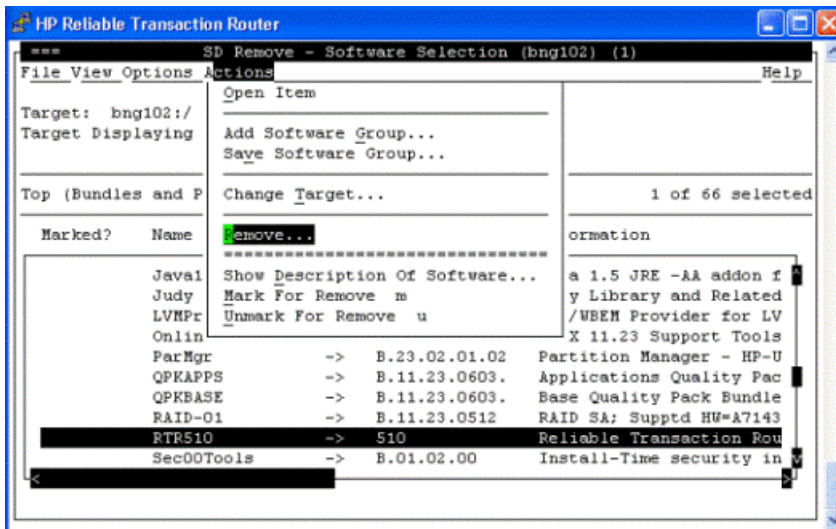 HP Reliable Transaction Router
=== SD Remove - Software Selection (bng102) (1)
File View Options Actions Help
Open Item
Target: bng102:/
Target Displaying Add Software Group...
Save Software Group...
Top (Bundles and P Change Target... 1 of 66 selected
Marked? Name Remove... ormation
Java1 Show Description Of Software... a 1.5 JRE -AA addon f
Judy Mark For Remove m y Library and Related
LVMPr Unmark For Remove u /WBEM Provider for LV
Onlin X 11.23 Support Tools
ParMgr -> B.23.02.01.02 Partition Manager - HP-U
QPKAPPS -> B.11.23.0603. Applications Quality Pac
QPKBASE -> B.11.23.0603. Base Quality Pack Bundle
RAID-01 -> B.11.23.0512 RAID SA; Supptd HW=A7143
RTR510 -> 510 Reliable Transaction Rou
Sec00Tools -> B.01.02.00 Install-Time security in